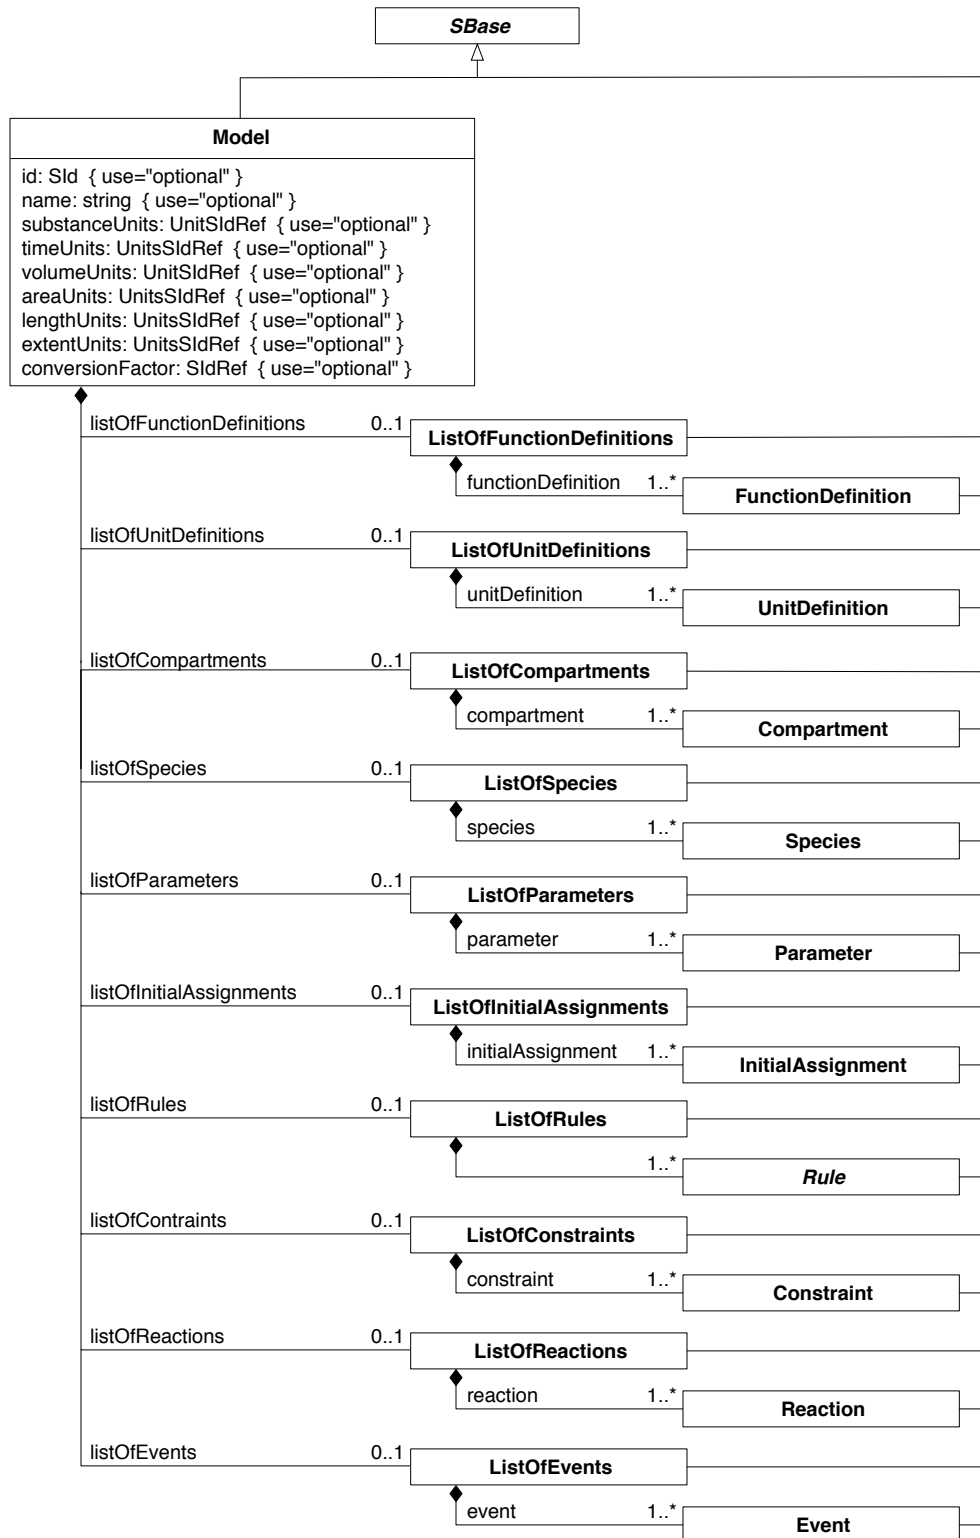 SBase
Model
id: SId { use="optional" }
name: string { use="optional" }
substanceUnits: UnitSIdRef { use="optional" }
timeUnits: UnitsSIdRef { use="optional" }
volumeUnits: UnitSIdRef { use="optional" }
areaUnits: UnitsSIdRef { use="optional" }
lengthUnits: UnitsSIdRef { use="optional" }
extentUnits: UnitsSIdRef { use="optional" }
conversionFactor: SIdRef { use="optional" }
listOfFunctionDefinitions 0..1 ListOfFunctionDefinitions
functionDefinition 1..* FunctionDefinition
listOfUnitDefinitions 0..1 ListOfUnitDefinitions
unitDefinition 1..* UnitDefinition
listOfCompartments 0..1 ListOfCompartments
compartment 1..* Compartment
listOfSpecies 0..1 ListOfSpecies
species 1..* Species
listOfParameters 0..1 ListOfParameters
parameter 1..* Parameter
listOfInitialAssignments 0..1 ListOfInitialAssignments
initialAssignment 1..* InitialAssignment
listOfRules 0..1 ListOfRules
1..* Rule
listOfContraints 0..1 ListOfConstraints
constraint 1..* Constraint
listOfReactions 0..1 ListOfReactions
reaction 1..* Reaction
listOfEvents 0..1 ListOfEvents
event 1..* Event